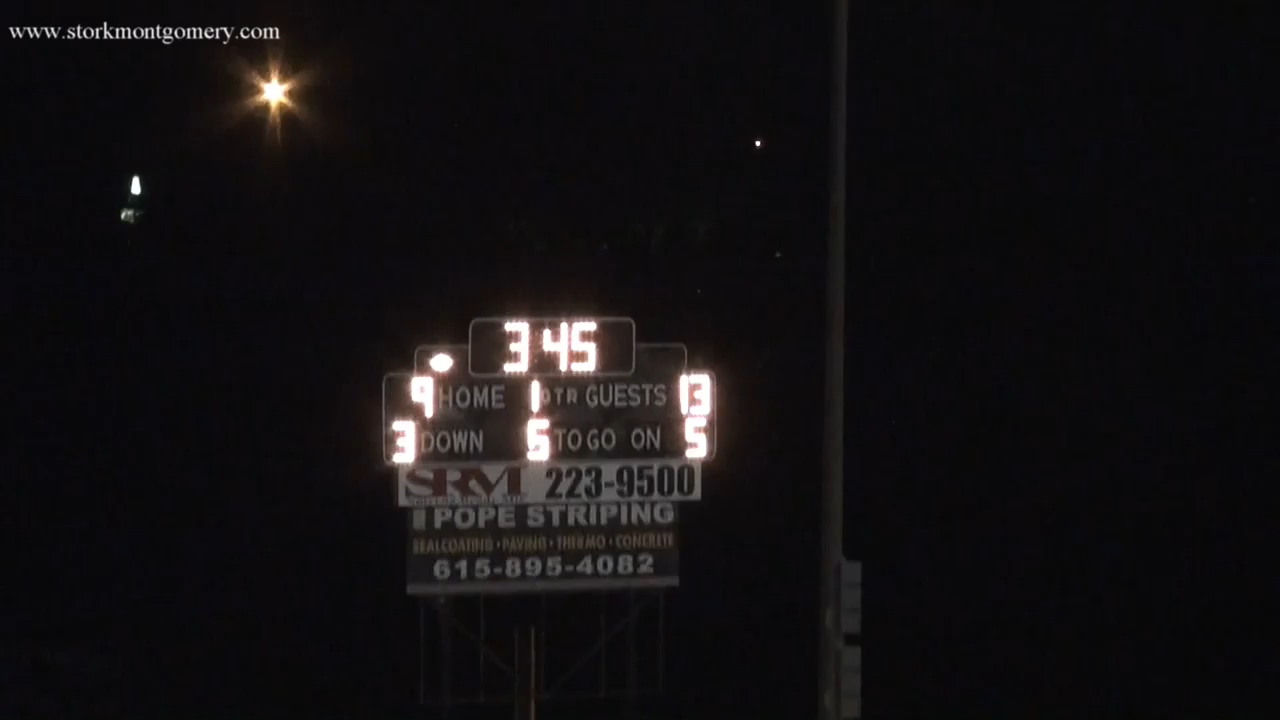 www.storkmontgomery.com
3 45
9 HOME 1 QTR GUESTS 13
3 DOWN 5 TO GO ON 5
SRM 223-9500
POPE STRIPING
SEALCOATING • PAVING • THERMO • CONCRETE
615-895-4082